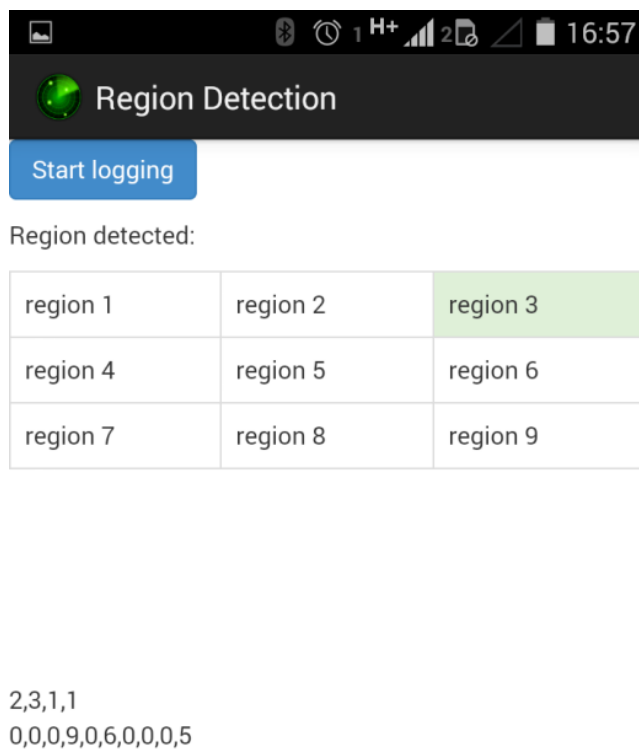 1 H+ 2 16:57
Region Detection
Start logging
Region detected:
region 1 region 2 region 3
region 4 region 5 region 6
region 7 region 8 region 9
2,3,1,1
0,0,0,9,0,6,0,0,0,5